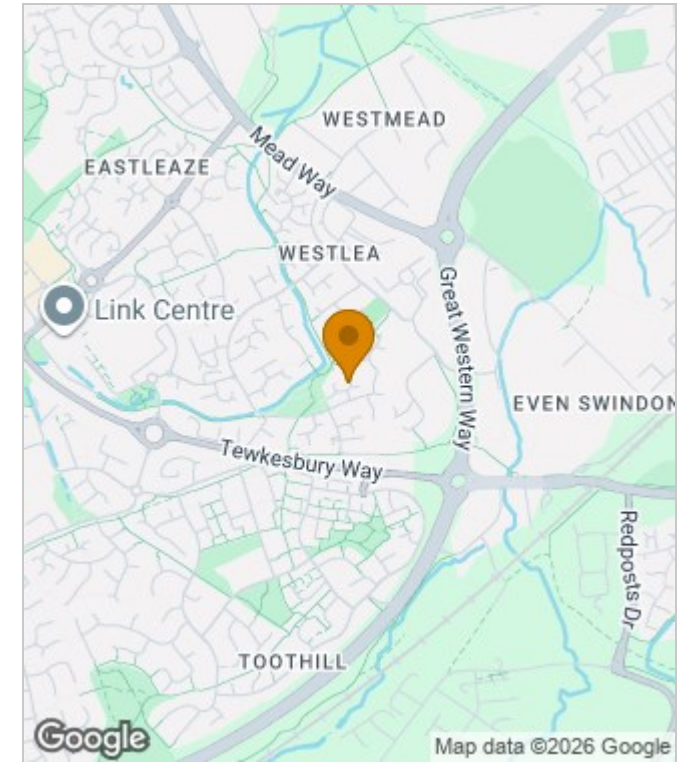 WESTMEAD
Mead Way
EASTLEAZE
WESTLEA
Link Centre
Great Western Way
EVEN SWINDON
Tewkesbury Way
Redposts Dr
TOOTHILL
Google
Map data ©2026 Google